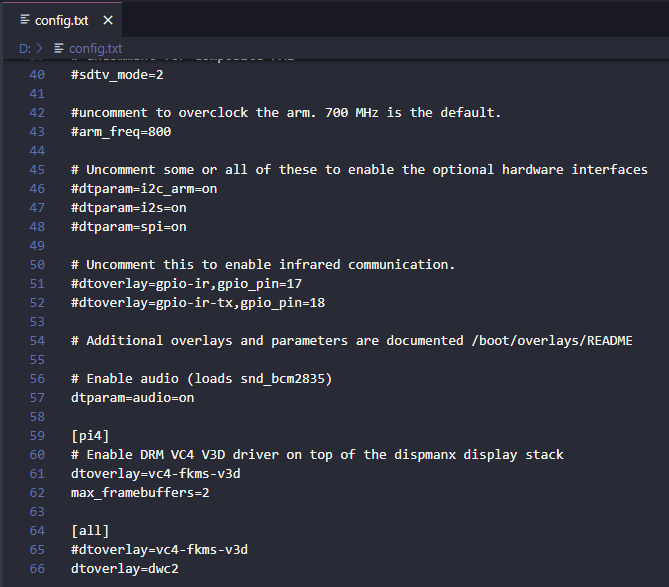 config.txt
D: > config.txt
40 #sdtv_mode=2
41
42 #uncomment to overclock the arm. 700 MHz is the default.
43 #arm_freq=800
44
45 # Uncomment some or all of these to enable the optional hardware interfaces
46 #dtparam=i2c_arm=on
47 #dtparam=i2s=on
48 #dtparam=spi=on
49
50 # Uncomment this to enable infrared communication.
51 #dtoverlay=gpio-ir,gpio_pin=17
52 #dtoverlay=gpio-ir-tx,gpio_pin=18
53
54 # Additional overlays and parameters are documented /boot/overlays/README
55
56 # Enable audio (loads snd_bcm2835)
57 dtparam=audio=on
58
59 [pi4]
60 # Enable DRM VC4 V3D driver on top of the dispmanx display stack
61 dtoverlay=vc4-fkms-v3d
62 max_framebuffers=2
63
64 [all]
65 #dtoverlay=vc4-fkms-v3d
66 dtoverlay=dwc2